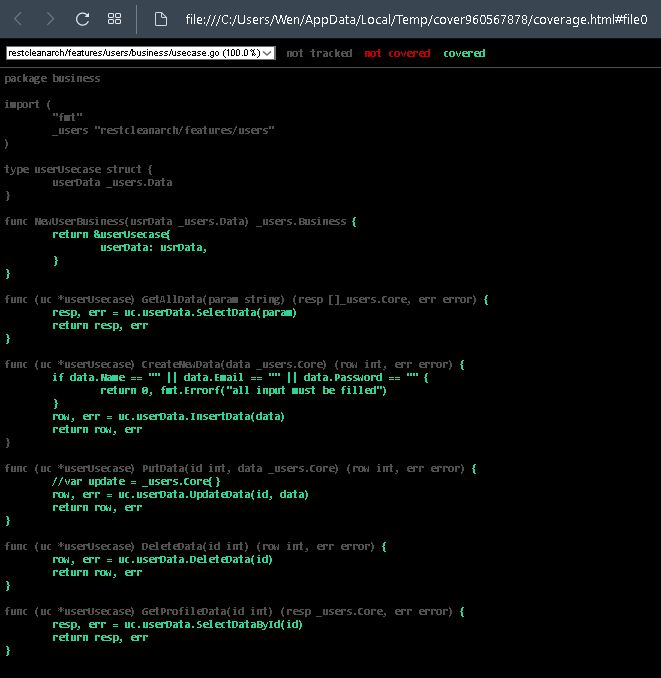 file:///C:/Users/Wen/AppData/Local/Temp/cover960567878/coverage.html#file0
restcleanarch/features/users/business/usecase.go (100.0%) not tracked not covered covered
package business
import (
"fmt"
_users "restcleanarch/features/users"
)
type userUsecase struct {
userData _users.Data
}
func NewUserBusiness(usrData _users.Data) _users.Business {
return &userUsecase{
userData: usrData,
}
}
func (uc *userUsecase) GetAllData(param string) (resp []_users.Core, err error) {
resp, err = uc.userData.SelectData(param)
return resp, err
}
func (uc *userUsecase) CreateNewData(data _users.Core) (row int, err error) {
if data.Name == "" || data.Email == "" || data.Password == "" {
return 0, fmt.Errorf("all input must be filled")
}
row, err = uc.userData.InsertData(data)
return row, err
}
func (uc *userUsecase) PutData(id int, data _users.Core) (row int, err error) {
//var update = _users.Core{}
row, err = uc.userData.UpdateData(id, data)
return row, err
}
func (uc *userUsecase) DeleteData(id int) (row int, err error) {
row, err = uc.userData.DeleteData(id)
return row, err
}
func (uc *userUsecase) GetProfileData(id int) (resp _users.Core, err error) {
resp, err = uc.userData.SelectDataById(id)
return resp, err
}